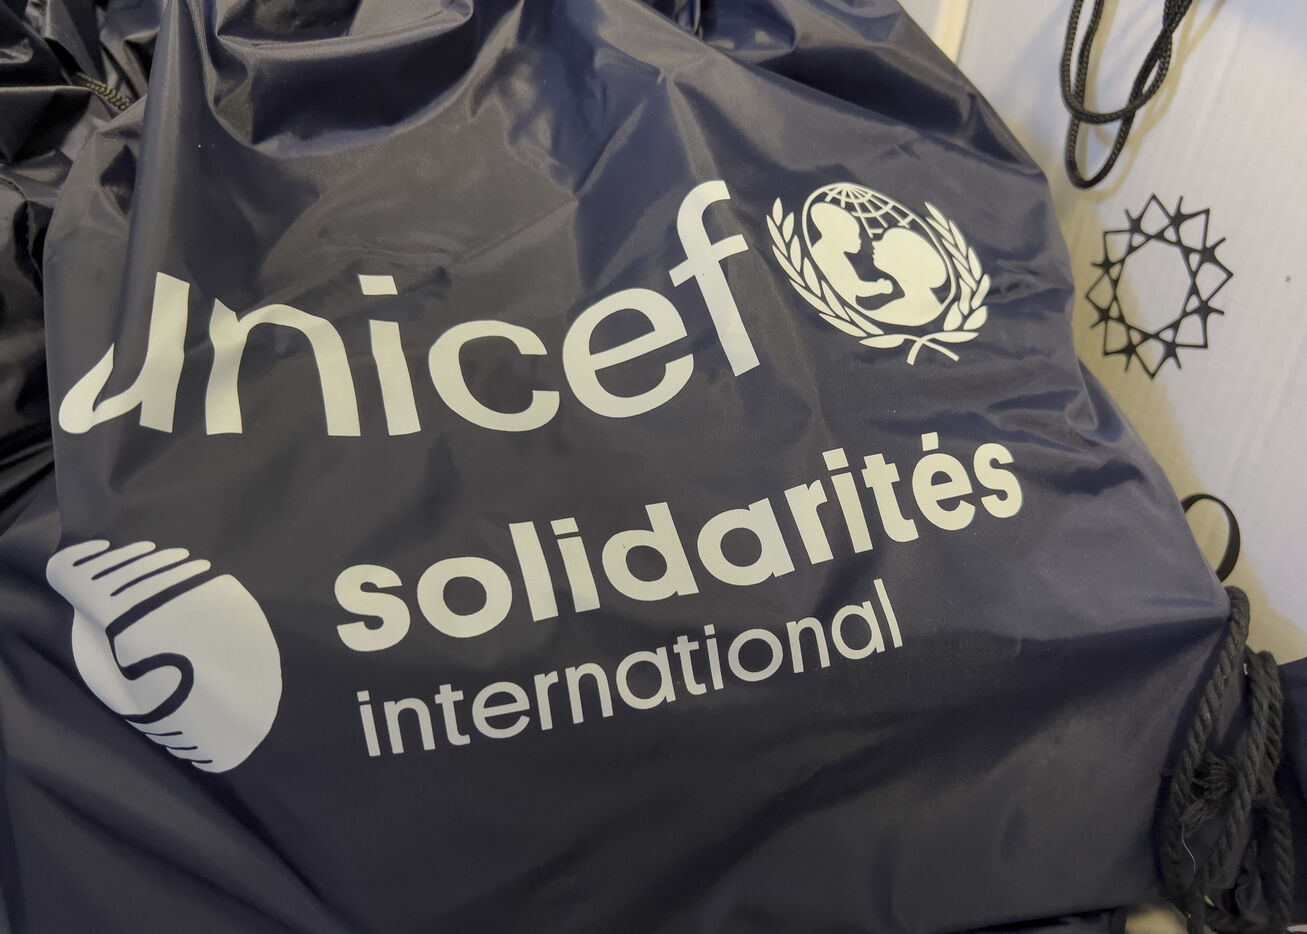 unicef
solidarités
international